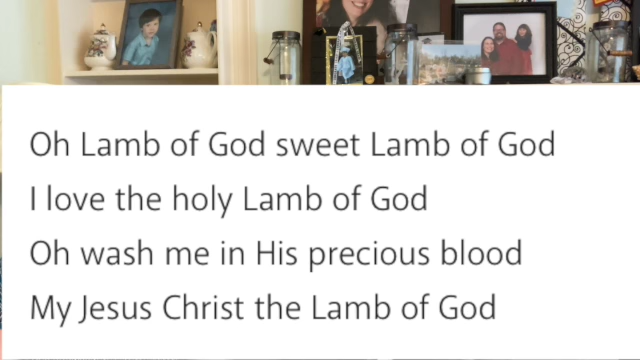 Oh Lamb of God sweet Lamb of God
I love the holy Lamb of God
Oh wash me in His precious blood
My Jesus Christ the Lamb of God